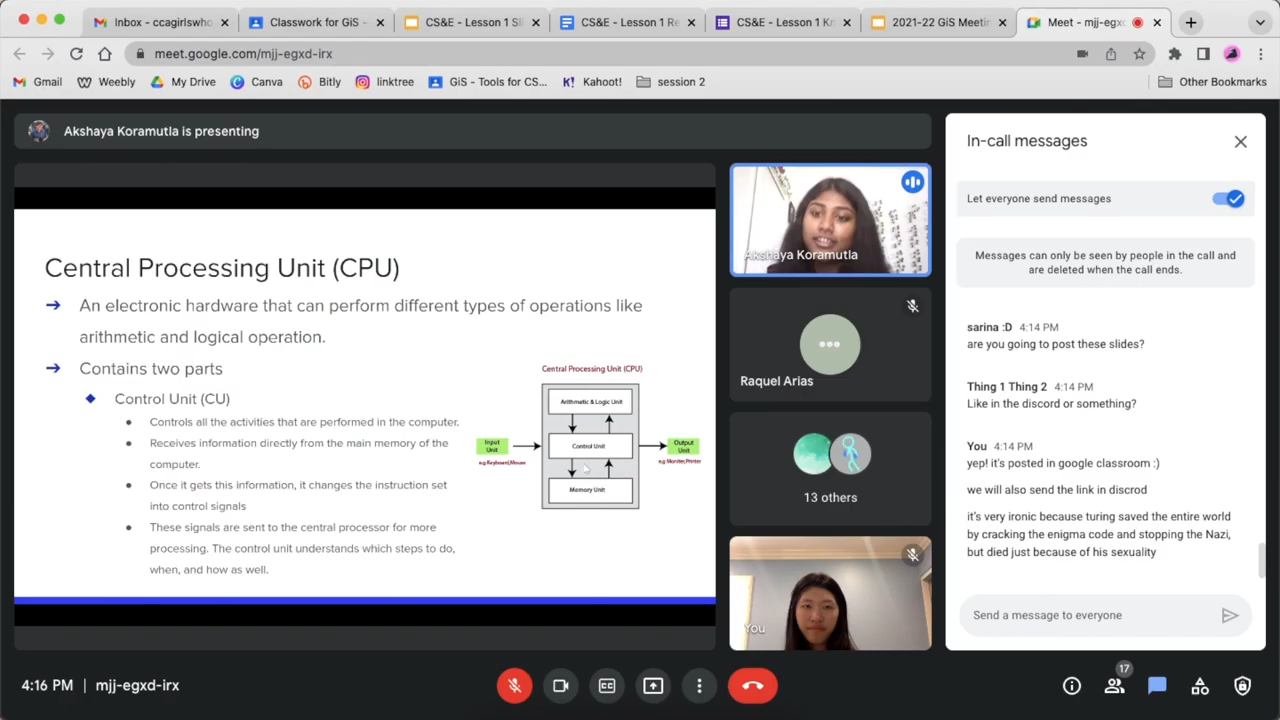 Inbox - ccagirlswho
Classwork for GiS -
CS&E - Lesson 1 Sli
CS&E - Lesson 1 Re
CS&E - Lesson 1 Kn
2021-22 GiS Meetin
Meet - mjj-egx
meet.google.com/mjj-egxd-irx
Gmail
Weebly
My Drive
Canva
Bitly
linktree
GiS - Tools for CS...
Kahoot!
session 2
Other Bookmarks
Akshaya Koramutla is presenting
Central Processing Unit (CPU)
An electronic hardware that can perform different types of operations like
arithmetic and logical operation.
Contains two parts
Control Unit (CU)
Controls all the activities that are performed in the computer.
Receives information directly from the main memory of the
computer.
Once it gets this information, it changes the instruction set
into control signals
These signals are sent to the central processor for more
processing. The control unit understands which steps to do,
when, and how as well.
Central Processing Unit (CPU)
Arithmetic & Logic Unit
Input
Unit
e.g Keyboard,Mouse
Control Unit
Output
Unit
e.g. Moniter,Printer
Memory Unit
Akshaya Koramutla
Raquel Arias
13 others
You
In-call messages
Let everyone send messages
Messages can only be seen by people in the call and
are deleted when the call ends.
sarina :D 4:14 PM
are you going to post these slides?
Thing 1 Thing 2 4:14 PM
Like in the discord or something?
You 4:14 PM
yep! it's posted in google classroom :)
we will also send the link in discrod
it's very ironic because turing saved the entire world
by cracking the enigma code and stopping the Nazi,
but died just because of his sexuality
Send a message to everyone
4:16 PM | mjj-egxd-irx
17